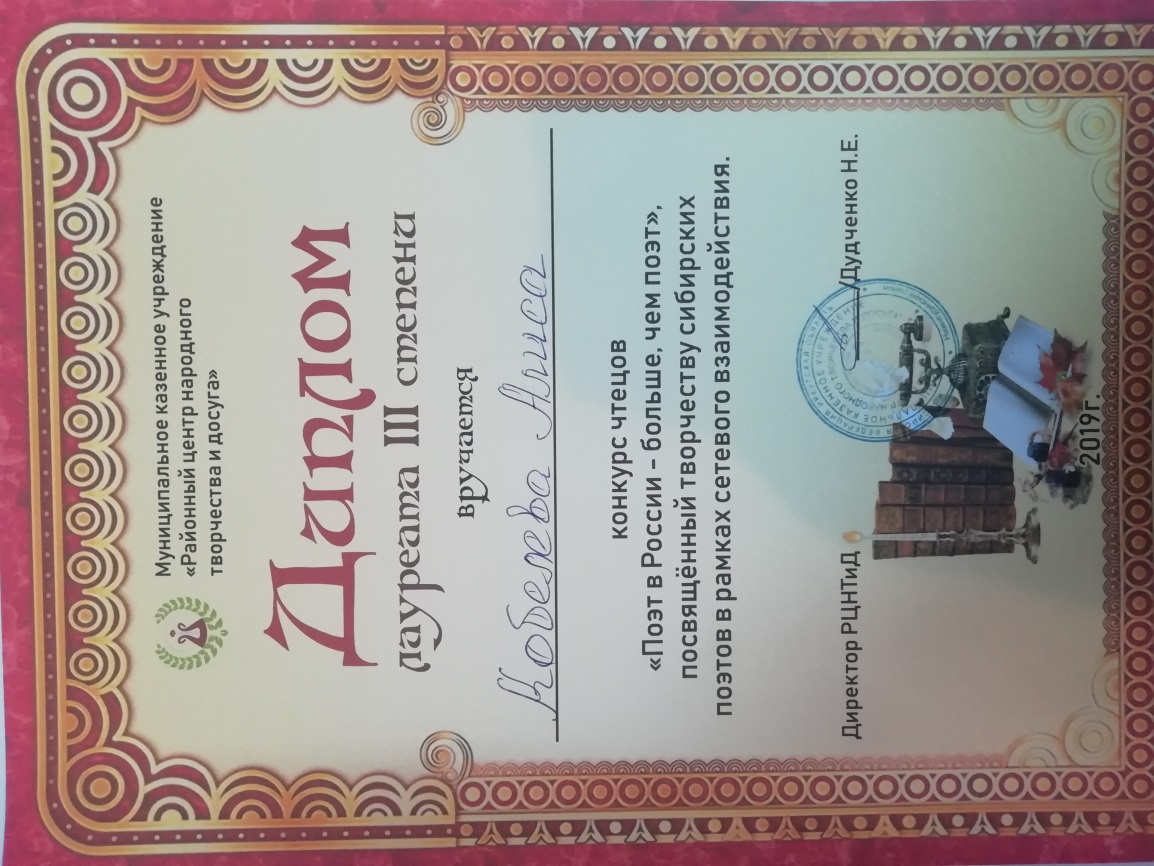 Муниципальное казенное учреждение
«Районный центр народного
творчества и досуга»
Диплом
лауреата III степени
вручается
Кобелева Алиса
конкурс чтецов
«Поэт в России – больше, чем поэт»,
посвящённый творчеству сибирских
поэтов в рамках сетевого взаимодействия.
Директор РЦНТиД /Дудченко Н.Е.
2019г.